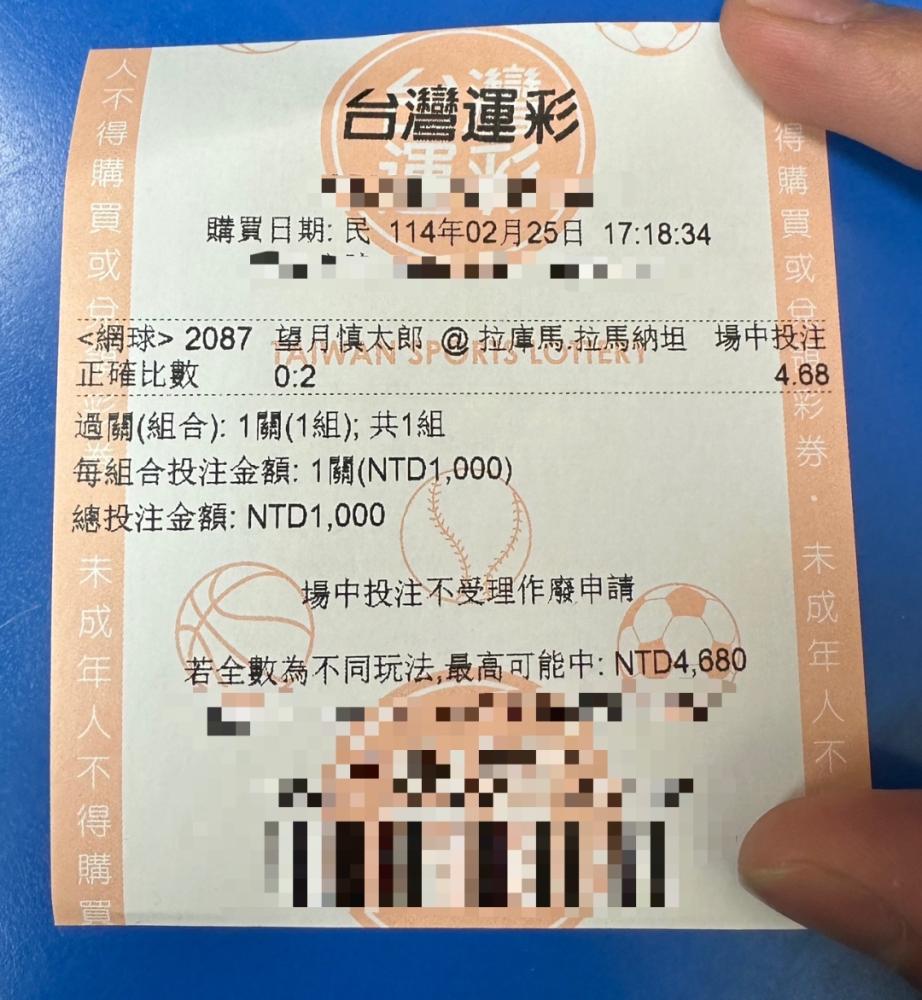 台灣運彩
購買日期: 民 114年02月25日 17:18:34
<網球> 2087 望月慎太郎 @ 拉庫馬.拉馬納坦 場中投注
TAIWAN SPORTS LOTTERY
正確比數 0:2 4.68
過關(組合): 1關(1組); 共1組
每組合投注金額: 1關(NTD1,000)
總投注金額: NTD1,000
場中投注不受理作廢申請
若全數為不同玩法,最高可能中: NTD4,680
人不得購買或兌領彩券 · 未成年人不得購買
得購買或兌領彩券 · 未成年人不